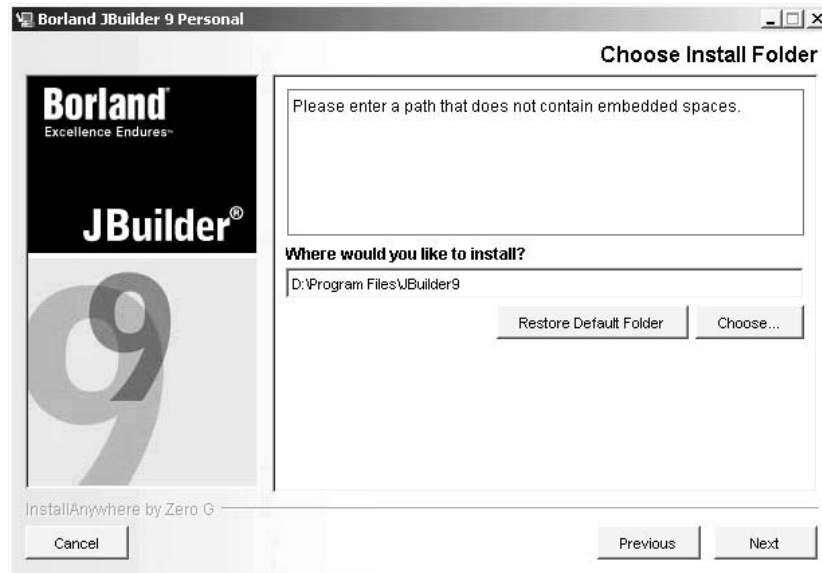 Borland JBuilder 9 Personal
Choose Install Folder
Borland®
Excellence Endures™
JBuilder®
9
9
Please enter a path that does not contain embedded spaces.
Where would you like to install?
D:\Program Files\JBuilder9
Restore Default Folder
Choose...
InstallAnywhere by Zero G
Cancel
Previous
Next